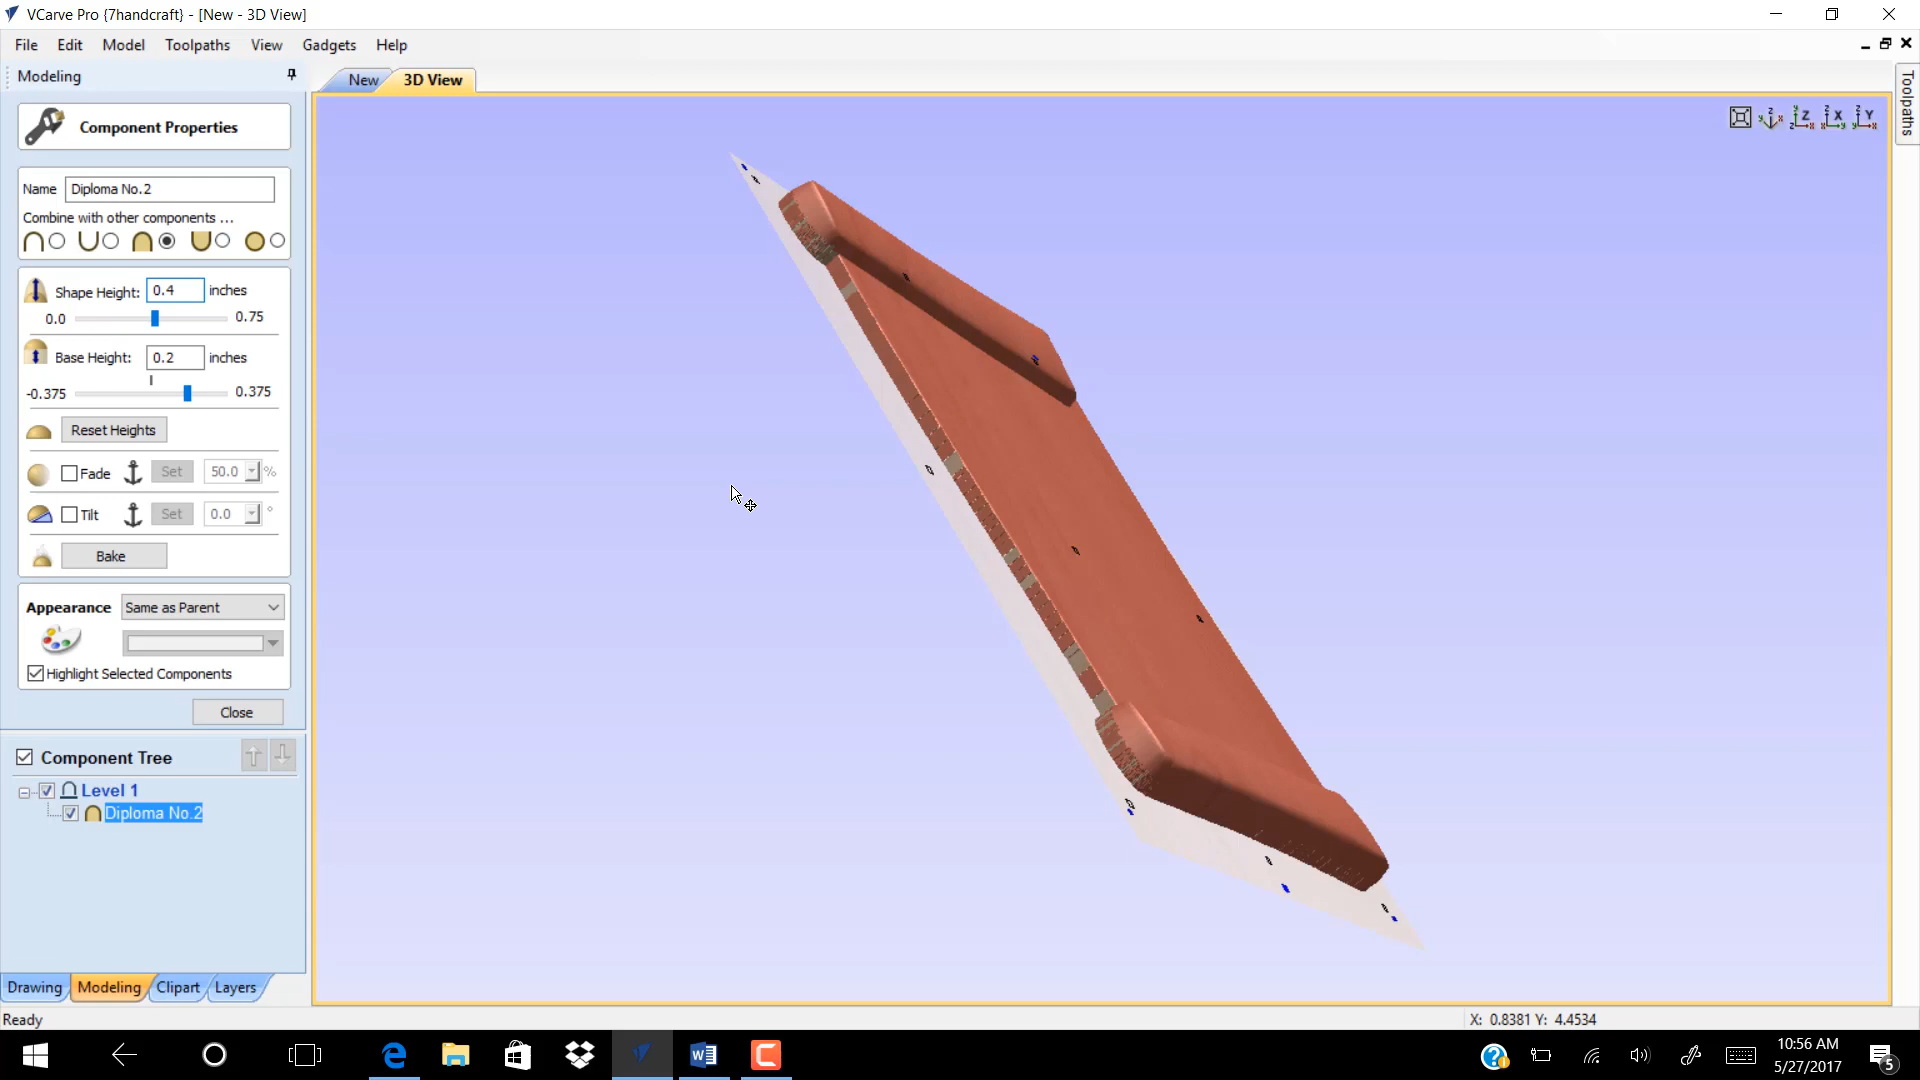 VCarve Pro {7handcraft} - [New - 3D View]
File Edit Model Toolpaths View Gadgets Help
Modeling
New 3D View
Toolpaths
Component Properties
Name Diploma No.2
Combine with other components ...
Shape Height: 0.4 inches
0.0 0.75
Base Height: 0.2 inches
-0.375 0.375
Reset Heights
Fade Set 50.0 %
Tilt Set 0.0 °
Bake
Appearance Same as Parent
Highlight Selected Components
Close
Component Tree
Level 1
Diploma No.2
Drawing Modeling Clipart Layers
Ready X: 0.8381 Y: 4.4534
10:56 AM
5/27/2017
5